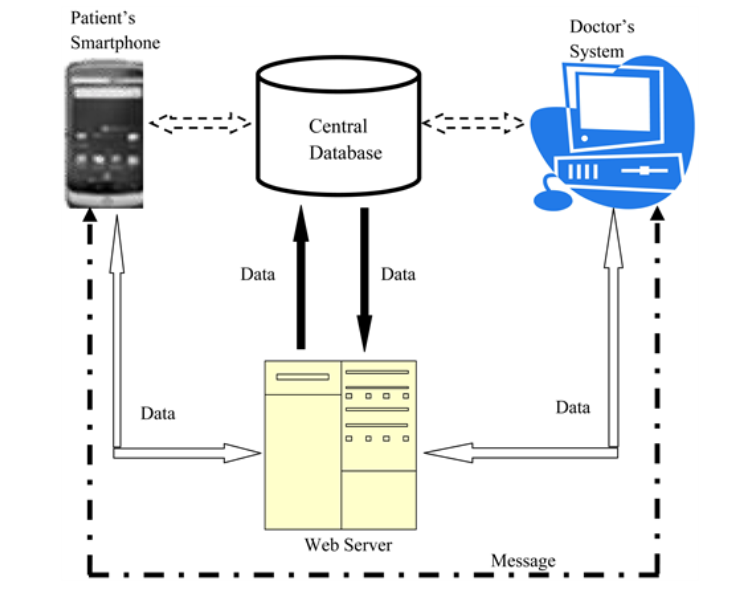 Patient's
Smartphone
Doctor's
System
Central
Database
Data
Data
Data
Data
Web Server
Message